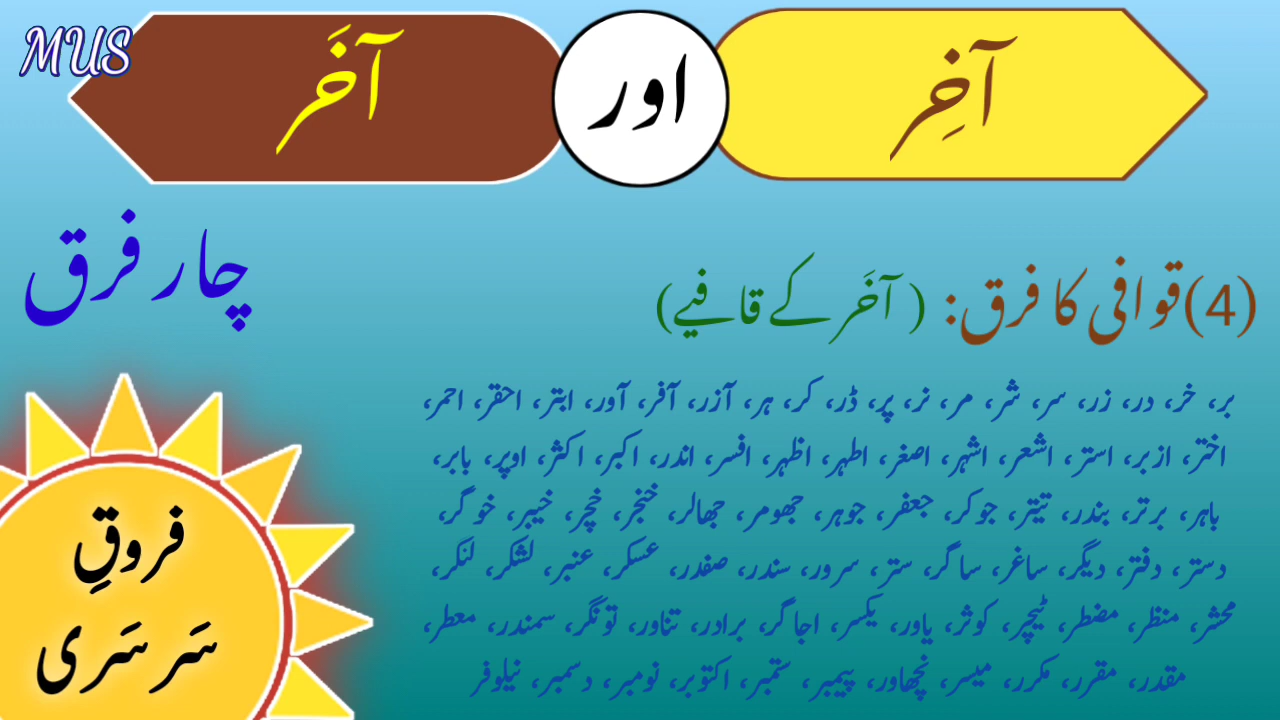 MUS
آخِر اور آخَر
چار فرق
(4)قوافی کا فرق: ( آخَر کے قافیے)
بر، خر، در، زر، سر، شر، مر، نر، پر، ڈر، کر، ہر، آزر، آفر، آور، ابتر، احقر، احمر،
اختر، ازبر، استر، اشعر، اشہر، اصغر، اطہر، اظہر، افسر، اندر، اکبر، اکثر، اوپر، بابر،
باہر، برتر، بندر، تیتر، جوکر، جعفر، جوہر، جھومر، جھالر، خنجر، خچر، خیبر، خوگر،
دستر، دفتر، دیگر، ساغر، ساگر، ستر، سرور، سندر، صفدر، عسکر، عنبر، لشکر، لنگر،
محشر، منظر، مضطر، ٹیچر، کوثر، یاور، یکسر، اجاگر، برادر، تناور، تونگر، سمندر، معطر،
مقدر، مقرر، مکرر، میسر، نچھاور، پیمبر، ستمبر، اکتوبر، نومبر، دسمبر، نیلوفر
فروقِ
سَرسَری